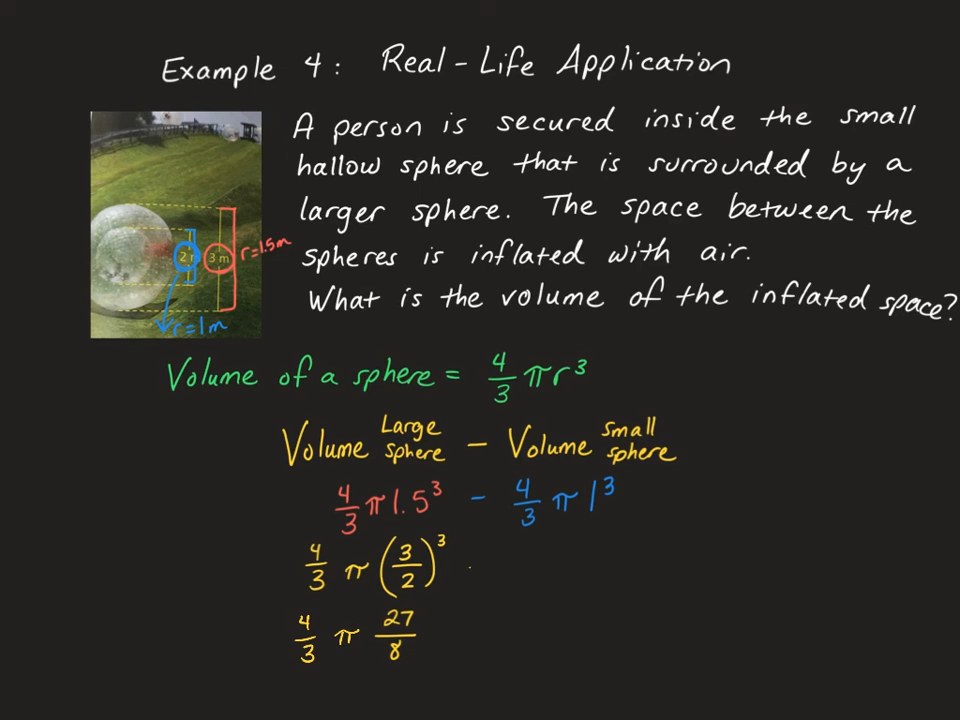 Example 4: Real-Life Application
A person is secured inside the small
hallow sphere that is surrounded by a
larger sphere. The space between the
spheres is inflated with air.
What is the volume of the inflated space?
2
3 m
r=1.5m
r=1m
Volume of a sphere = 4/3 πr³
Volume Large sphere - Volume small sphere
4/3 π1.5³ - 4/3 π1³
4/3 π (3/2)³
4/3 π 27/8